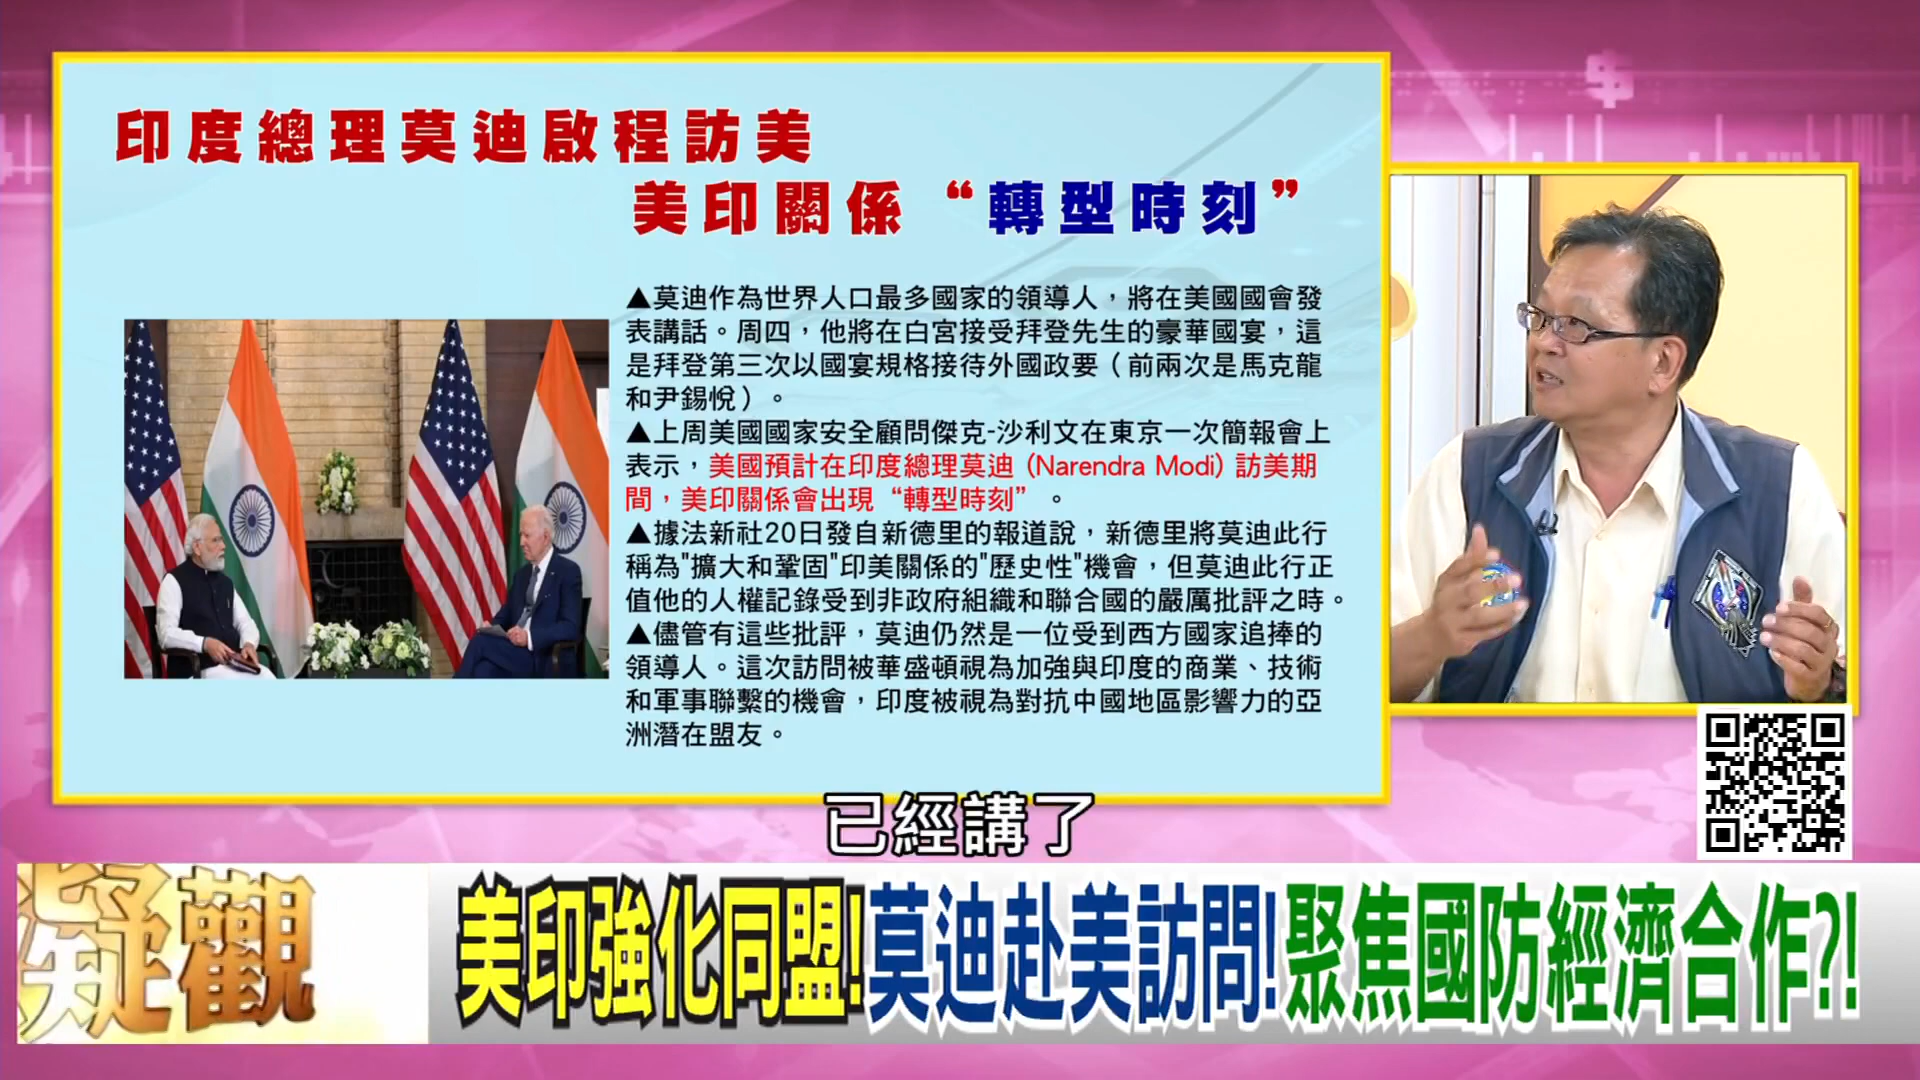 印度總理莫迪啟程訪美
美印關係“轉型時刻”
▲莫迪作為世界人口最多國家的領導人，將在美國國會發
表講話。周四，他將在白宮接受拜登先生的豪華國宴，這
是拜登第三次以國宴規格接待外國政要（前兩次是馬克龍
和尹錫悅）。
▲上周美國國家安全顧問傑克-沙利文在東京一次簡報會上
表示，美國預計在印度總理莫迪 (Narendra Modi) 訪美期
間，美印關係會出現“轉型時刻”。
▲據法新社20日發自新德里的報道說，新德里將莫迪此行
稱為"擴大和鞏固"印美關係的"歷史性"機會，但莫迪此行正
值他的人權記錄受到非政府組織和聯合國的嚴厲批評之時。
▲儘管有這些批評，莫迪仍然是一位受到西方國家追捧的
領導人。這次訪問被華盛頓視為加強與印度的商業、技術
和軍事聯繫的機會，印度被視為對抗中國地區影響力的亞
洲潛在盟友。
已經講了
凝觀
美印強化同盟!莫迪赴美訪問!聚焦國防經濟合作?!